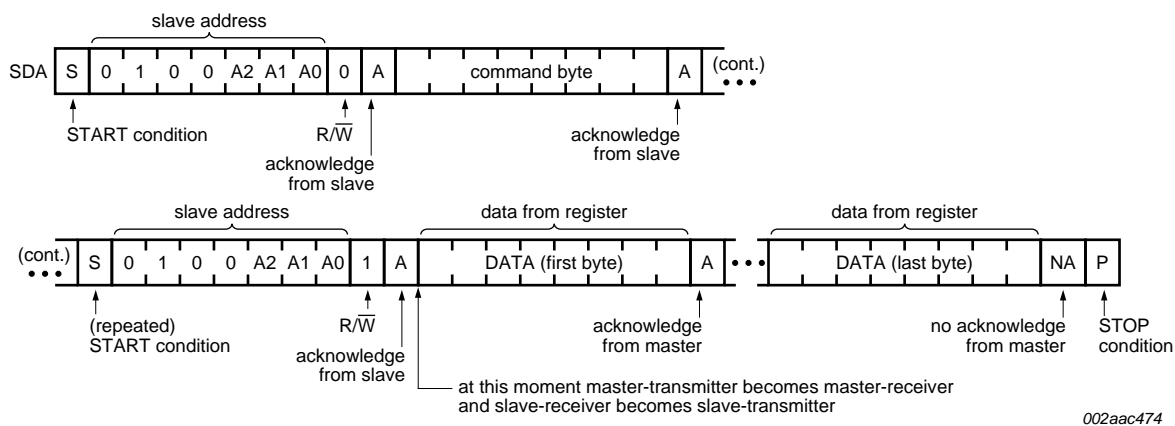 slave address
SDA S 0 1 0 0 A2 A1 A0 0 A command byte A (cont.)
START condition R/W̅ acknowledge from slave acknowledge from slave
slave address data from register data from register
(cont.) S 0 1 0 0 A2 A1 A0 1 A DATA (first byte) A DATA (last byte) NA P
(repeated) START condition R/W̅ acknowledge from slave acknowledge from master no acknowledge from master STOP condition
at this moment master-transmitter becomes master-receiver
and slave-receiver becomes slave-transmitter
002aac474